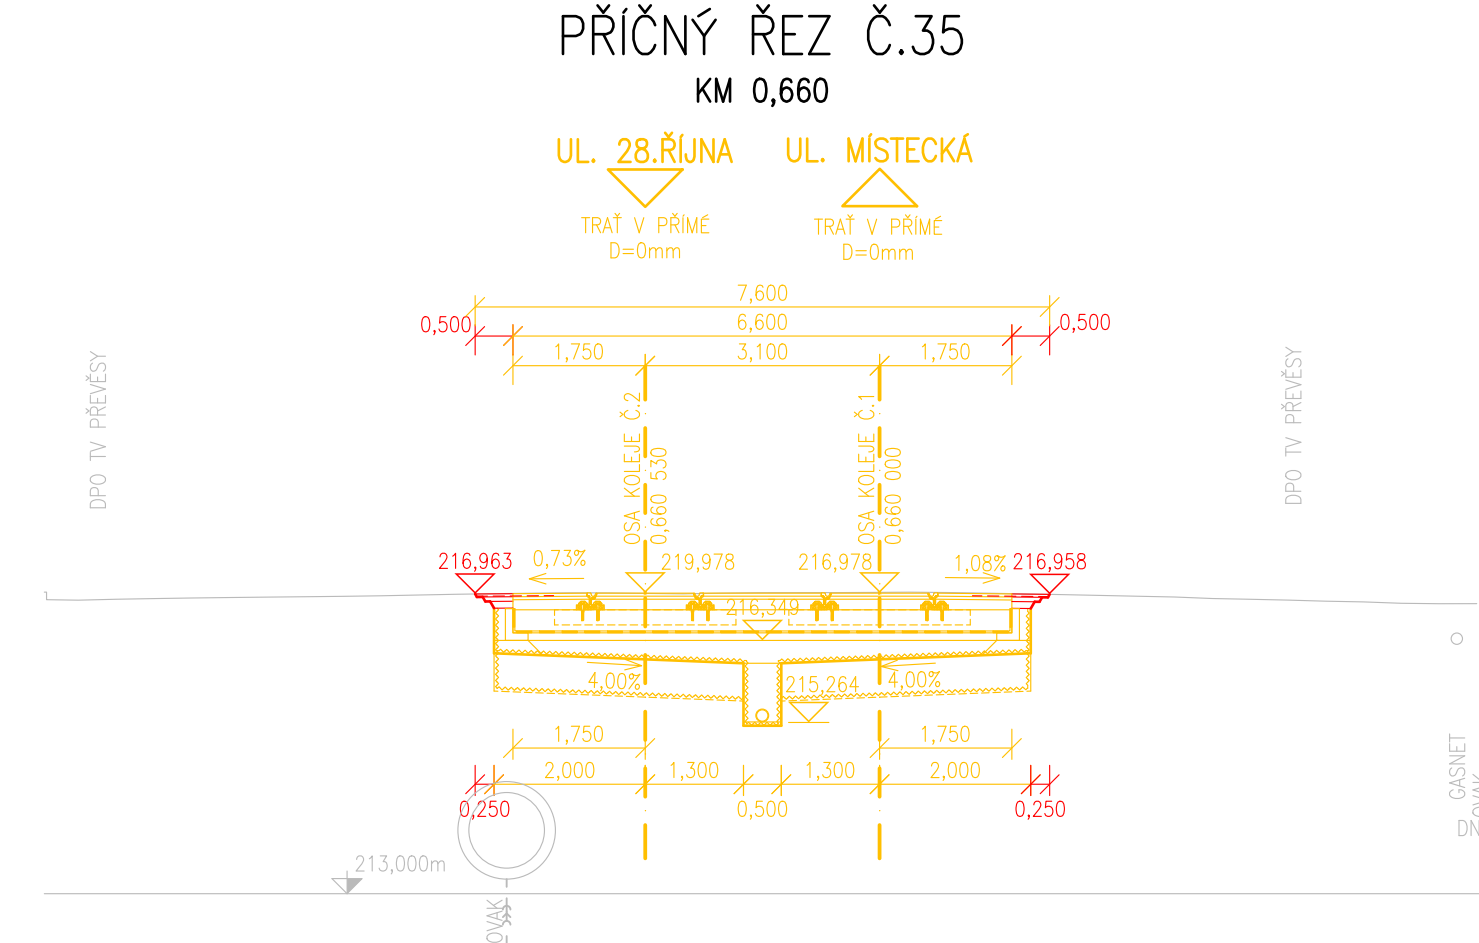 PŘÍČNÝ ŘEZ Č.35
KM 0,660
UL. 28.ŘÍJNA
UL. MÍSTECKÁ
TRAŤ V PŘÍMÉ
D=0mm
TRAŤ V PŘÍMÉ
D=0mm
7,600
0,500
6,600
0,500
1,750
3,100
1,750
DPO TV PŘEVĚSY
OSA KOLEJE Č.2
0,660 530
OSA KOLEJE Č.1
0,660 000
DPO TV PŘEVĚSY
216,963
0,73%
219,978
216,978
1,08%
216,958
216,349
4,00%
215,264
4,00%
1,750
1,750
2,000
1,300
1,300
2,000
0,250
0,500
0,250
GASNET
OVAK
DN
213,000m
OVAK